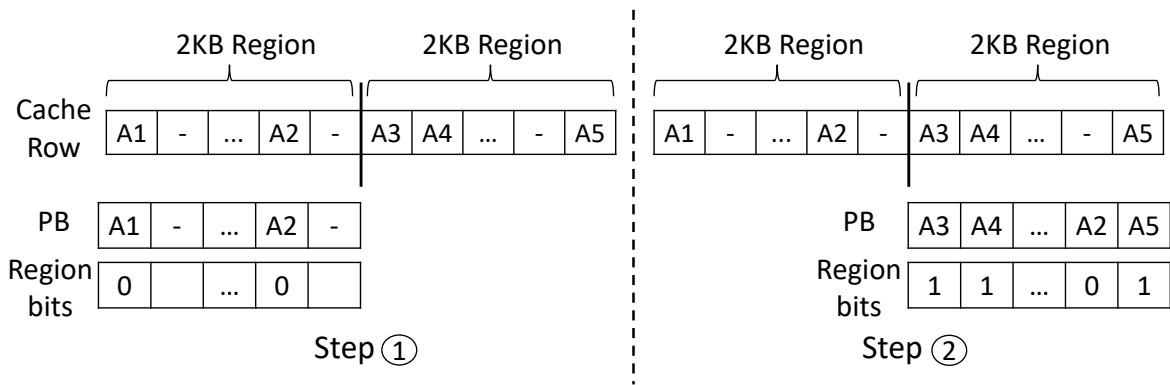 2KB Region 2KB Region 2KB Region 2KB Region
Cache Row A1 - ... A2 - A3 A4 ... - A5 A1 - ... A2 - A3 A4 ... - A5
PB A1 - ... A2 - PB A3 A4 ... A2 A5
Region bits 0 ... 0 Region bits 1 1 ... 0 1
Step 1 Step 2